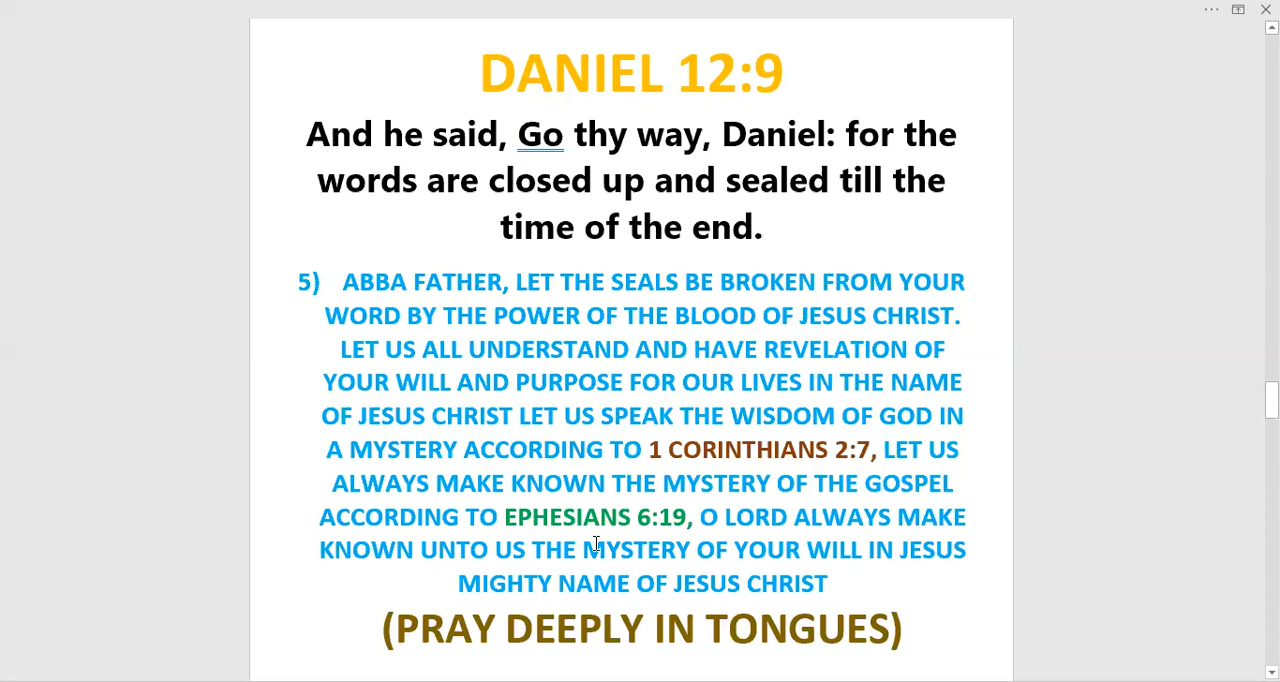 DANIEL 12:9
And he said, Go thy way, Daniel: for the
words are closed up and sealed till the
time of the end.
5) ABBA FATHER, LET THE SEALS BE BROKEN FROM YOUR
WORD BY THE POWER OF THE BLOOD OF JESUS CHRIST.
LET US ALL UNDERSTAND AND HAVE REVELATION OF
YOUR WILL AND PURPOSE FOR OUR LIVES IN THE NAME
OF JESUS CHRIST LET US SPEAK THE WISDOM OF GOD IN
A MYSTERY ACCORDING TO 1 CORINTHIANS 2:7, LET US
ALWAYS MAKE KNOWN THE MYSTERY OF THE GOSPEL
ACCORDING TO EPHESIANS 6:19, O LORD ALWAYS MAKE
KNOWN UNTO US THE MYSTERY OF YOUR WILL IN JESUS
MIGHTY NAME OF JESUS CHRIST
(PRAY DEEPLY IN TONGUES)